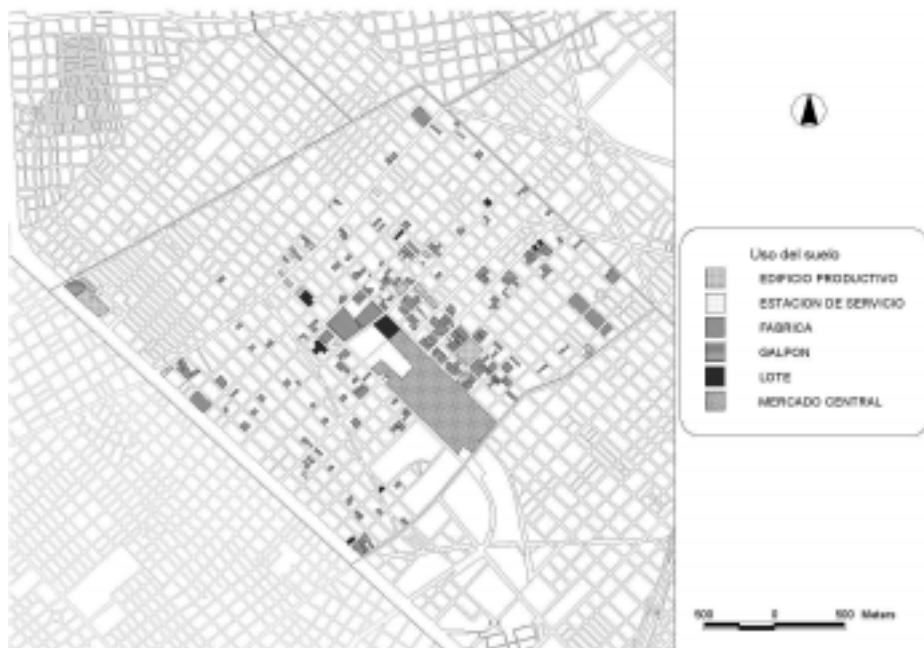 Uso del suelo
EDIFICIO PRODUCTIVO
ESTACION DE SERVICIO
FABRICA
GALPON
LOTE
MERCADO CENTRAL
500 0 500 Meters